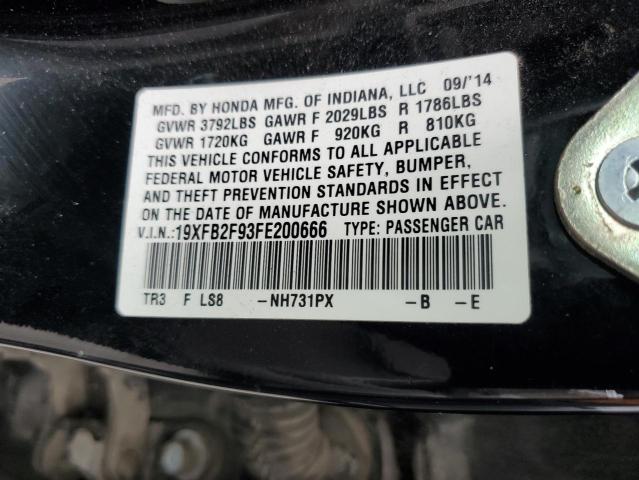 MFD. BY HONDA MFG. OF INDIANA, LLC 09/'14
GVWR 3792LBS GAWR F 2029LBS R 1786LBS
GVWR 1720KG GAWR F 920KG R 810KG
THIS VEHICLE CONFORMS TO ALL APPLICABLE
FEDERAL MOTOR VEHICLE SAFETY, BUMPER,
AND THEFT PREVENTION STANDARDS IN EFFECT
ON THE DATE OF MANUFACTURE SHOWN ABOVE.
V.I.N.:19XFB2F93FE200666 TYPE: PASSENGER CAR
TR3 F LS8 -NH731PX -B -E